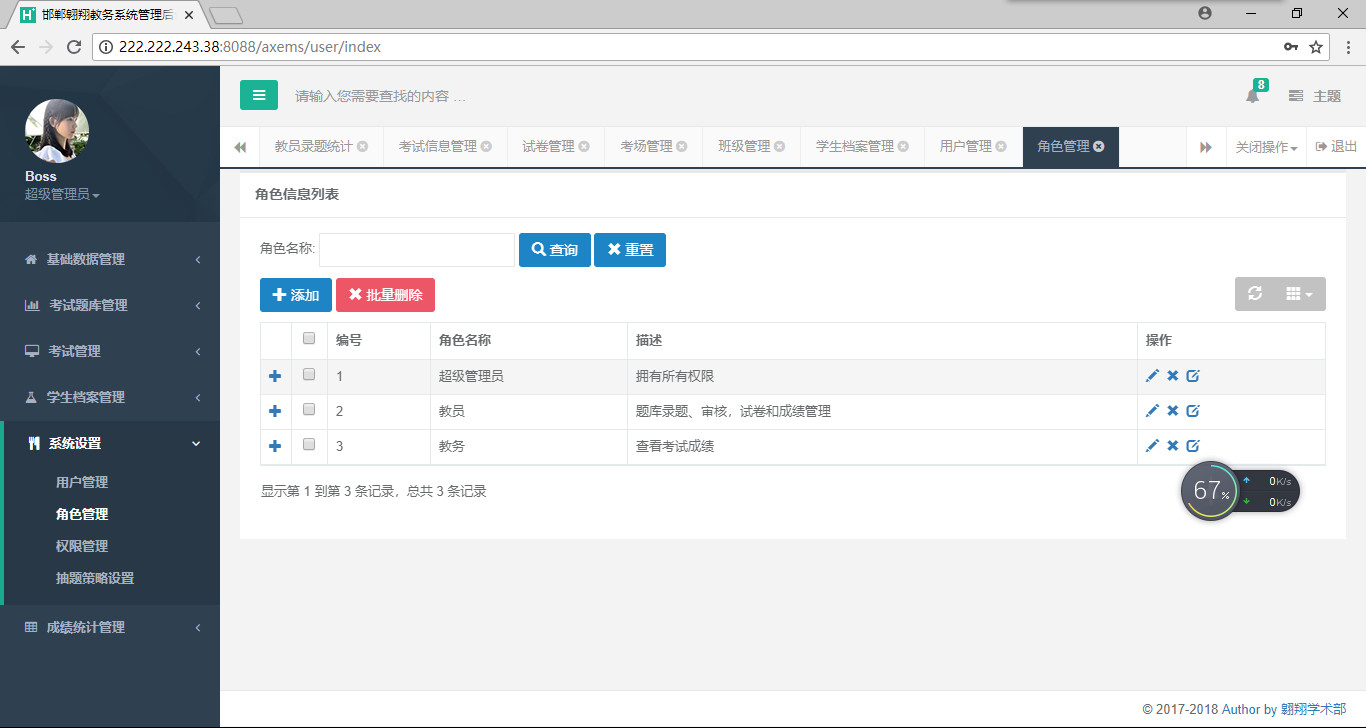 邯郸翱翔教务系统管理后
222.222.243.38:8088/axems/user/index
Boss
超级管理员
基础数据管理
考试题库管理
考试管理
学生档案管理
系统设置
用户管理
角色管理
权限管理
抽题策略设置
成绩统计管理
请输入您需要查找的内容 …
8
主题
教员录题统计 考试信息管理 试卷管理 考场管理 班级管理 学生档案管理 用户管理 角色管理 关闭操作 退出
角色信息列表
角色名称: 查询 重置
添加 批量删除
编号 角色名称 描述 操作
1 超级管理员 拥有所有权限
2 教员 题库录题、审核，试卷和成绩管理
3 教务 查看考试成绩
显示第 1 到第 3 条记录，总共 3 条记录
67%
0K/s
0K/s
© 2017-2018 Author by 翱翔学术部